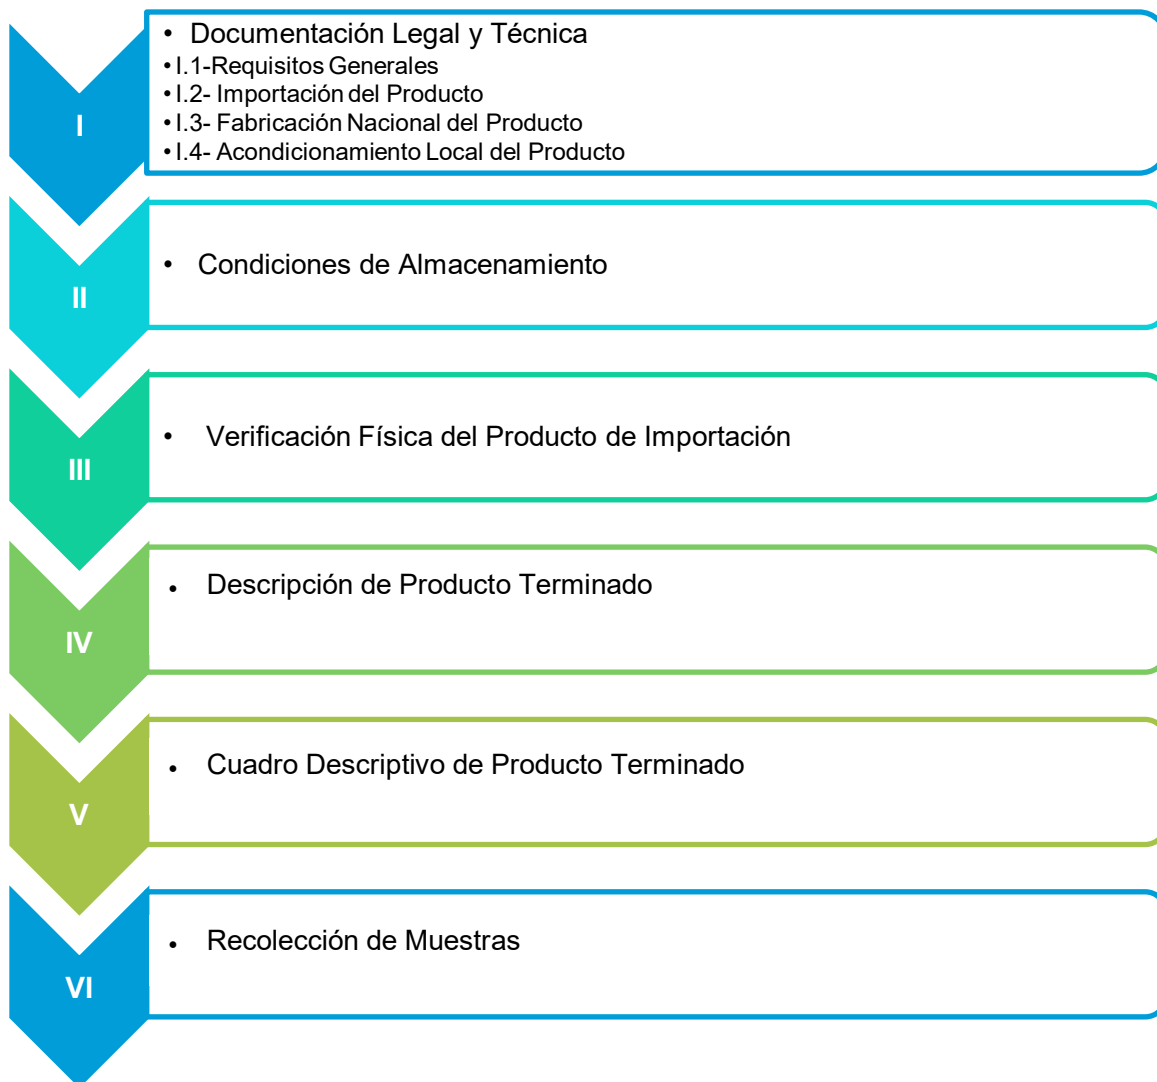 I
• Documentación Legal y Técnica
• I.1-Requisitos Generales
• I.2- Importación del Producto
• I.3- Fabricación Nacional del Producto
• I.4- Acondicionamiento Local del Producto
II
• Condiciones de Almacenamiento
III
• Verificación Física del Producto de Importación
IV
• Descripción de Producto Terminado
V
• Cuadro Descriptivo de Producto Terminado
VI
• Recolección de Muestras